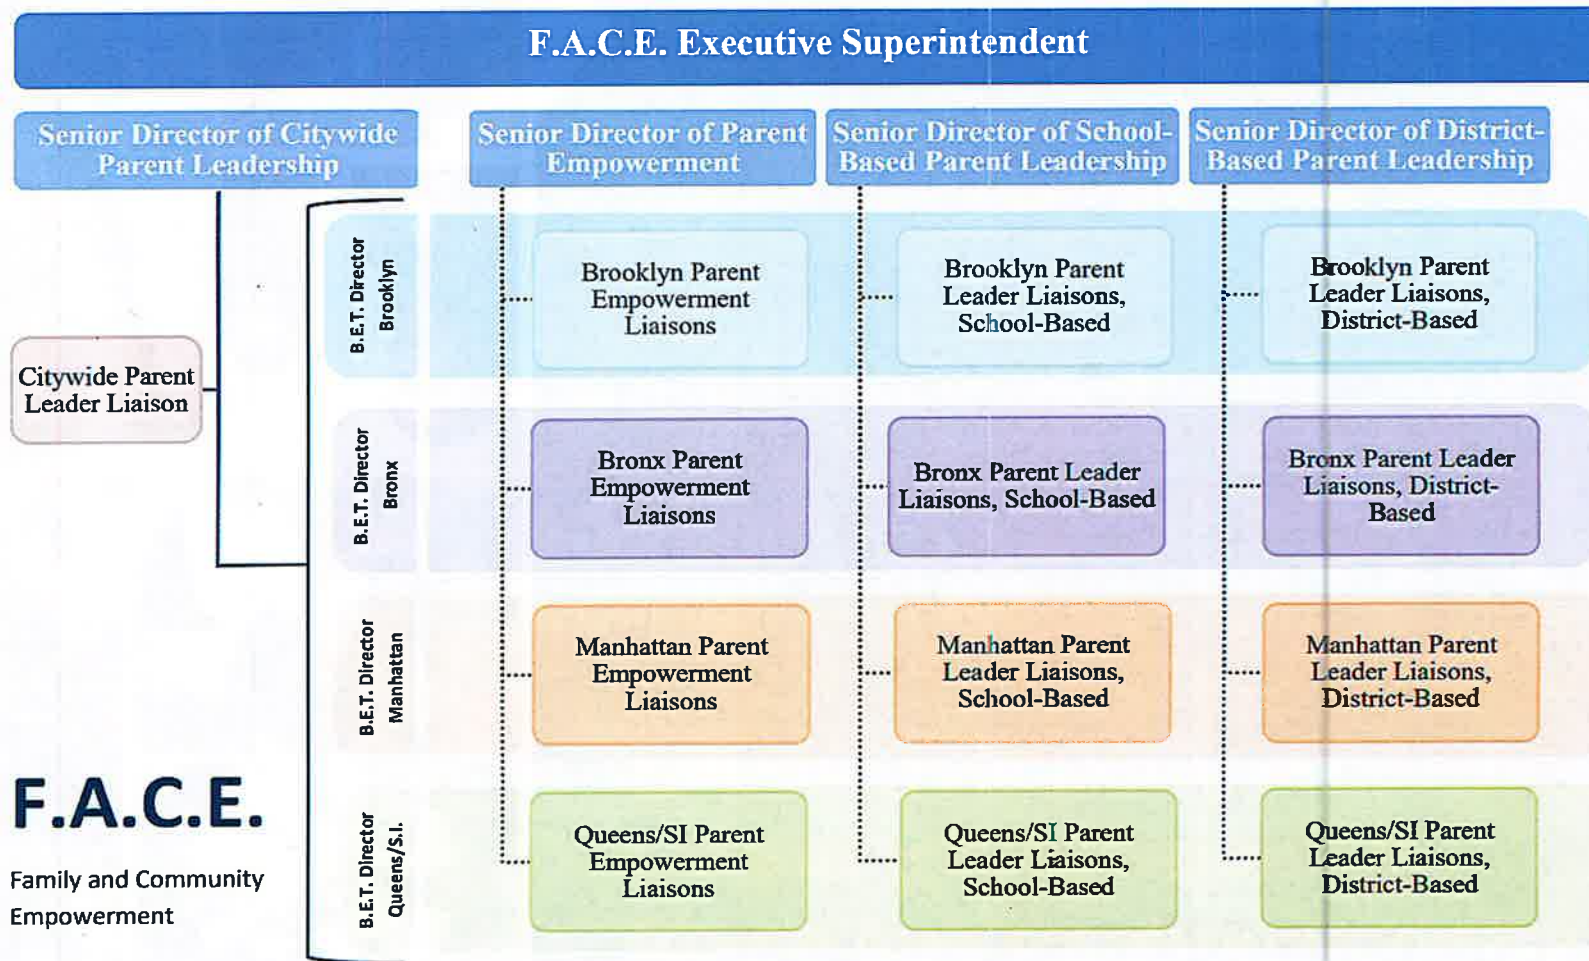 F.A.C.E. Executive Superintendent
Senior Director of Citywide
Parent Leadership
Senior Director of Parent
Empowerment
Senior Director of School-
Based Parent Leadership
Senior Director of District-
Based Parent Leadership
Citywide Parent
Leader Liaison
B.E.T. Director
Brooklyn
Brooklyn Parent
Empowerment
Liaisons
Brooklyn Parent
Leader Liaisons,
School-Based
Brooklyn Parent
Leader Liaisons,
District-Based
B.E.T. Director
Bronx
Bronx Parent
Empowerment
Liaisons
Bronx Parent Leader
Liaisons, School-Based
Bronx Parent Leader
Liaisons, District-
Based
B.E.T. Director
Manhattan
Manhattan Parent
Empowerment
Liaisons
Manhattan Parent
Leader Liaisons,
School-Based
Manhattan Parent
Leader Liaisons,
District-Based
B.E.T. Director
Queens/S.I.
Queens/SI Parent
Empowerment
Liaisons
Queens/SI Parent
Leader Liaisons,
School-Based
Queens/SI Parent
Leader Liaisons,
District-Based
F.A.C.E.
Family and Community
Empowerment